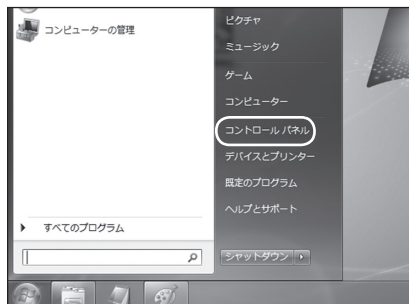 コンピューターの管理
すべてのプログラム
ピクチャ
ミュージック
ゲーム
コンピューター
コントロール パネル
デバイスとプリンター
既定のプログラム
ヘルプとサポート
シャットダウン